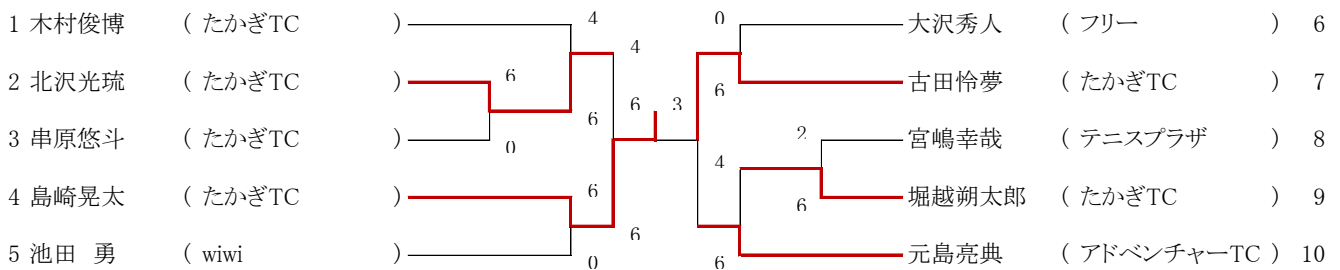 1 木村俊博 ( たかぎTC ) 4 0 大沢秀人 ( フリー ) 6
4
2 北沢光琉 ( たかぎTC ) 6 6 古田怜夢 ( たかぎTC ) 7
6 6 3
3 串原悠斗 ( たかぎTC ) 0 2 宮嶋幸哉 ( テニスプラザ ) 8
4
4 島崎晃太 ( たかぎTC ) 6 6 堀越朔太郎 ( たかぎTC ) 9
6
5 池田 勇 ( wiwi ) 0 6 元島亮典 ( アドベンチャーTC ) 10